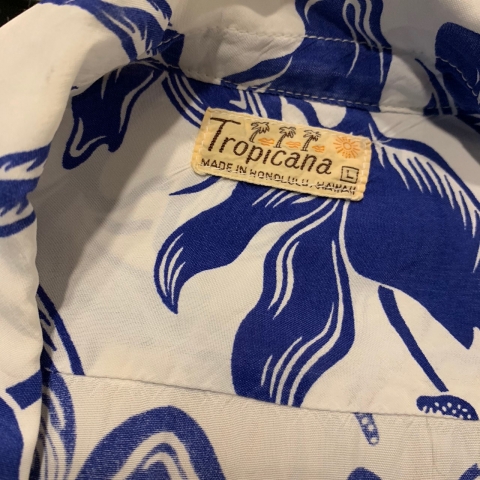 Tropicana
L
MADE IN HONOLULU, HAWAII